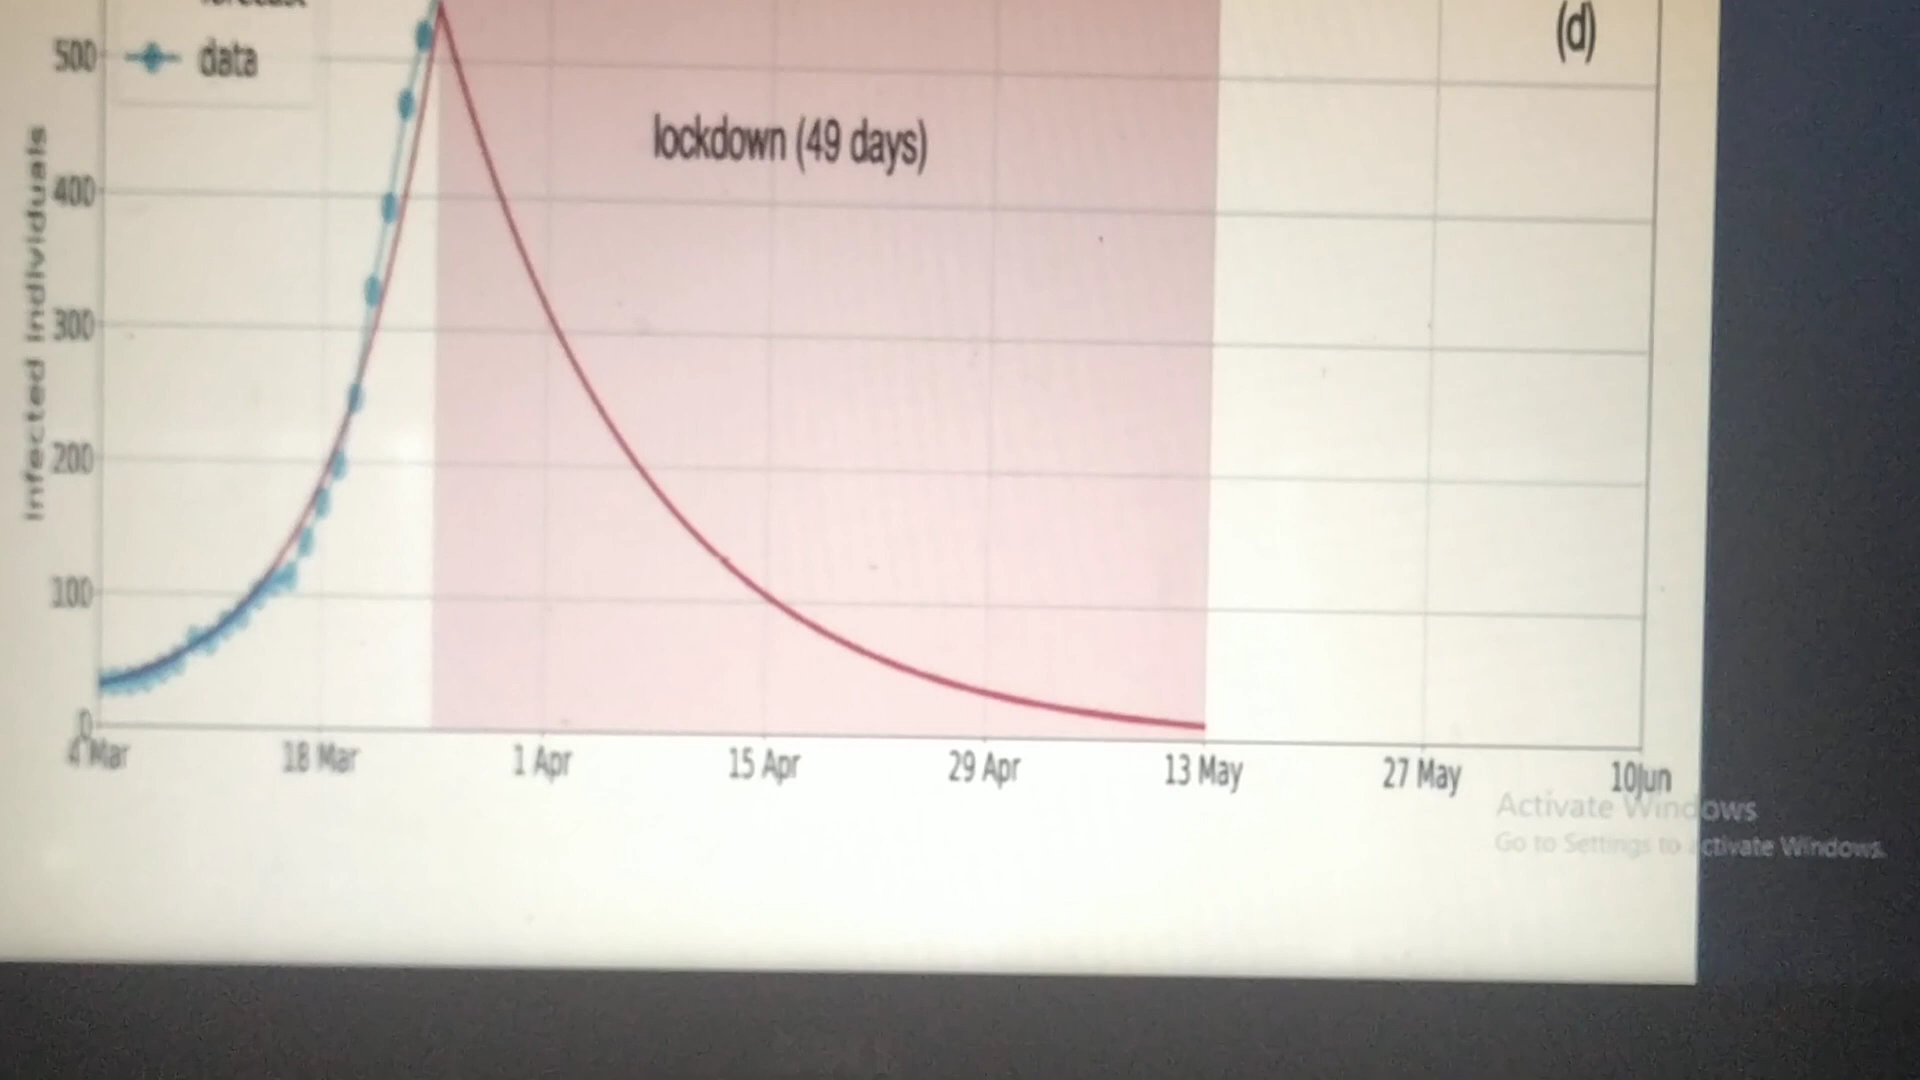 forecast
(d)
500
data
lockdown (49 days)
400
Infected Individuals
300
200
100
0
4 Mar
18 Mar
1 Apr
15 Apr
29 Apr
13 May
27 May
10Jun
Activate Windows
Go to Settings to activate Windows.